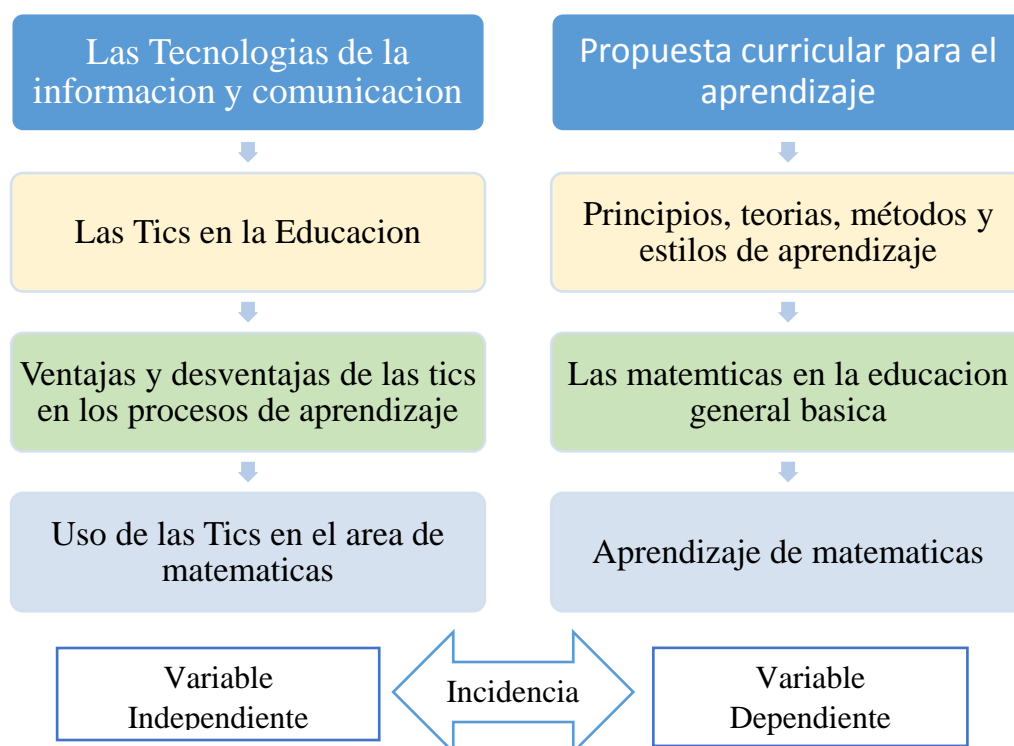 Las Tecnologias de la
informacion y comunicacion
Las Tics en la Educacion
Ventajas y desventajas de las tics
en los procesos de aprendizaje
Uso de las Tics en el area de
matematicas
Variable
Independiente
Incidencia
Propuesta curricular para el
aprendizaje
Principios, teorias, métodos y
estilos de aprendizaje
Las matemticas en la educacion
general basica
Aprendizaje de matematicas
Variable
Dependiente